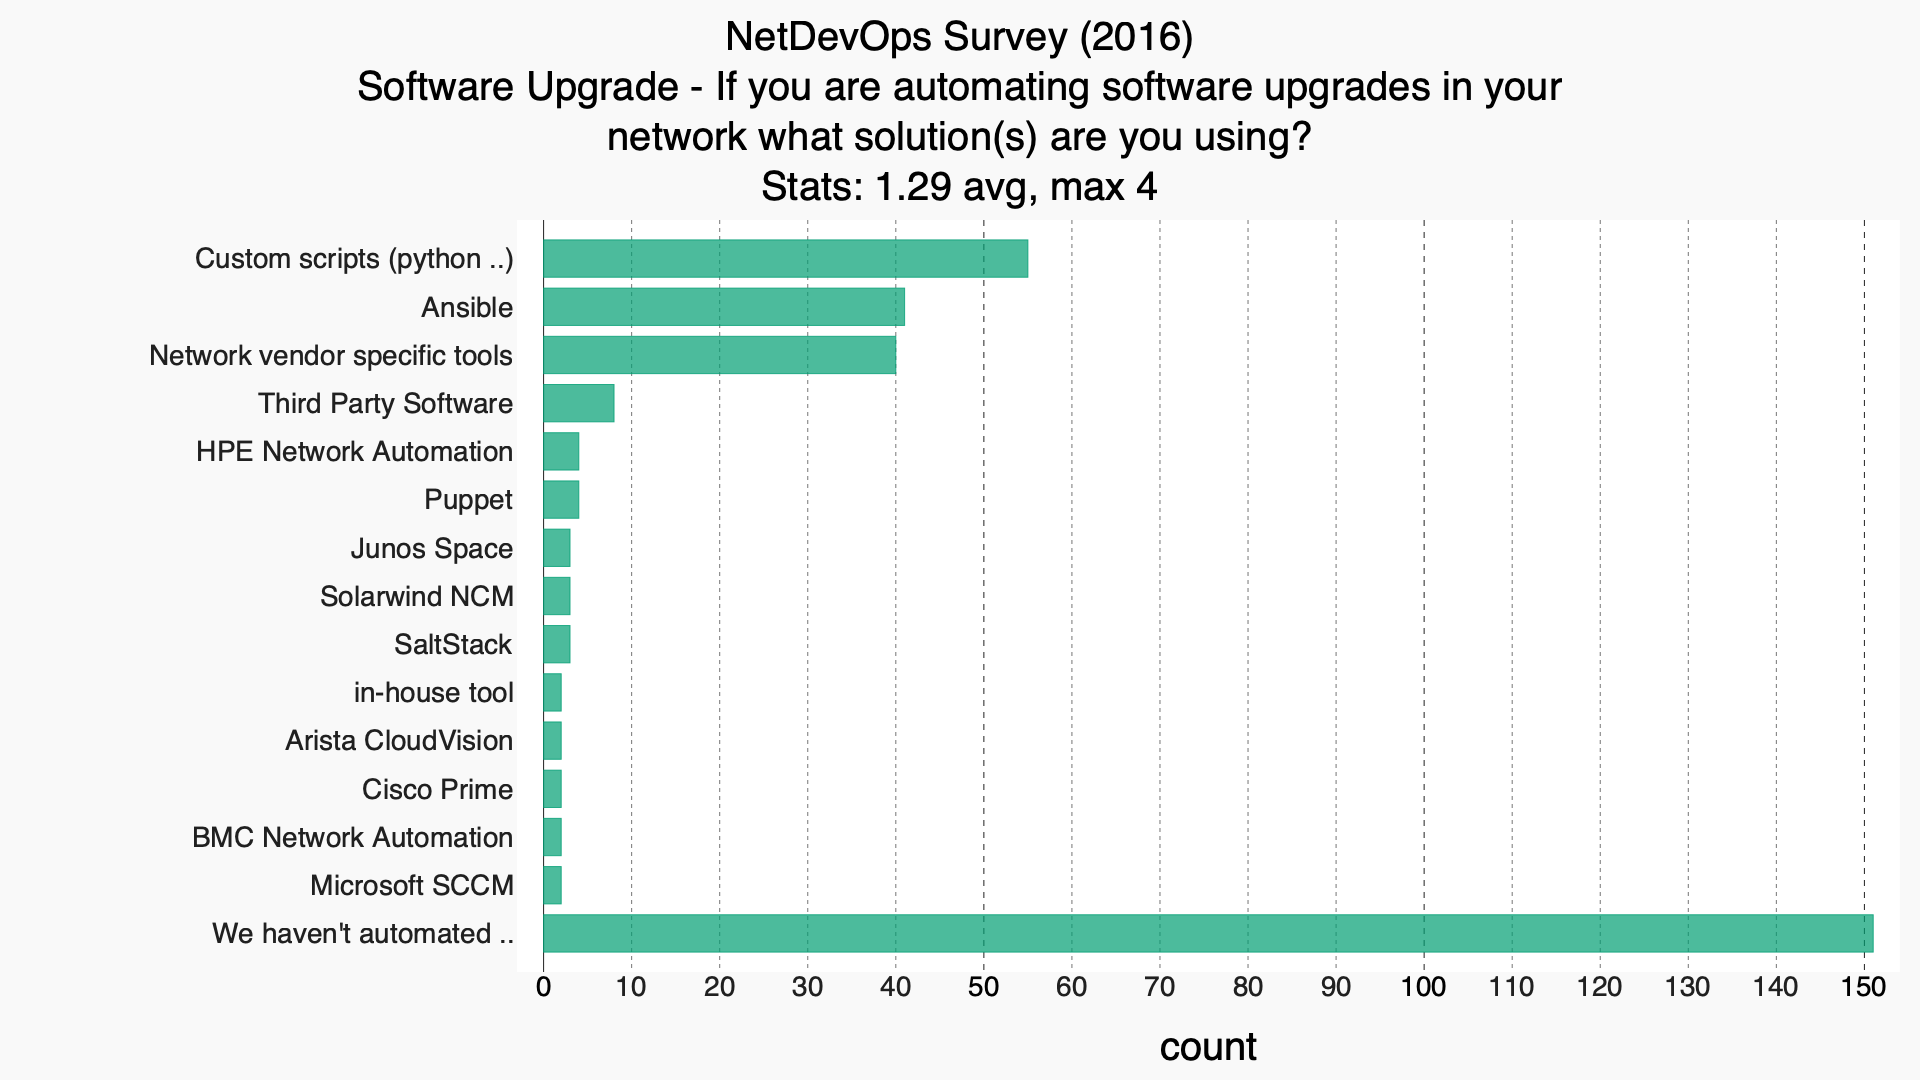 NetDevOps Survey (2016)
Software Upgrade - If you are automating software upgrades in your
network what solution(s) are you using?
Stats: 1.29 avg, max 4
Custom scripts (python ..)
Ansible
Network vendor specific tools
Third Party Software
HPE Network Automation
Puppet
Junos Space
Solarwind NCM
SaltStack
in-house tool
Arista CloudVision
Cisco Prime
BMC Network Automation
Microsoft SCCM
We haven't automated ..
0 10 20 30 40 50 60 70 80 90 100 110 120 130 140 150
count